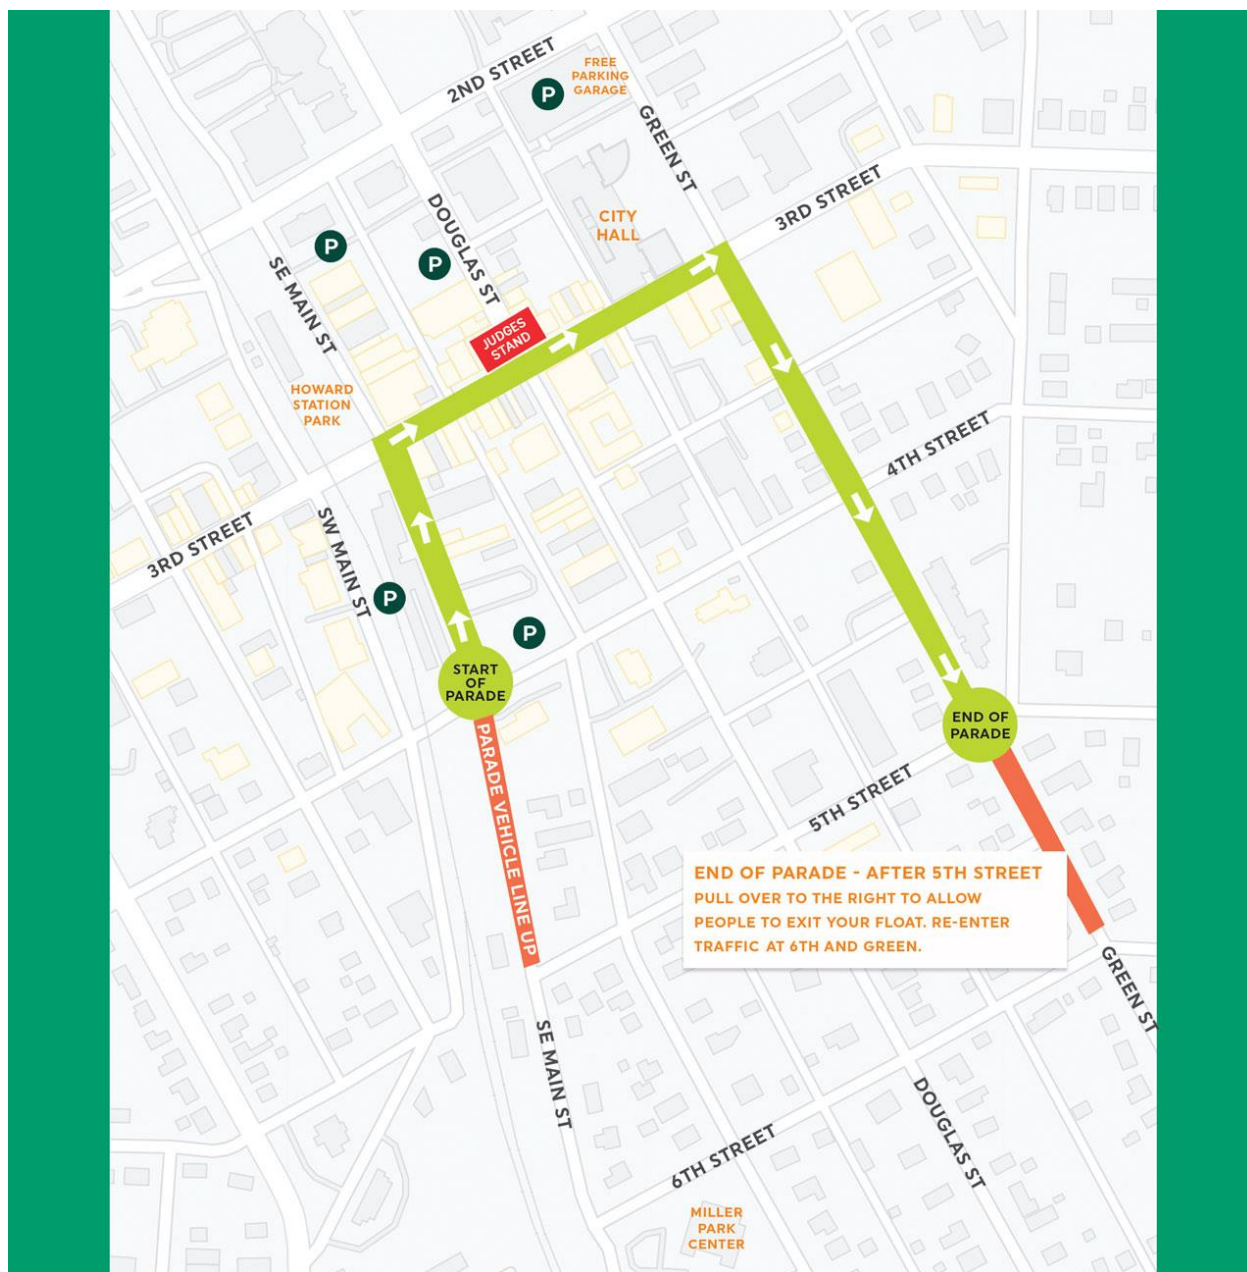 2ND STREET
FREE
PARKING
GARAGE
P
GREEN ST
3RD STREET
CITY
HALL
DOUGLAS ST
P
P
SE MAIN ST
JUDGES
STAND
HOWARD
STATION
PARK
4TH STREET
3RD STREET
SW MAIN ST
P
P
START
OF
PARADE
END OF
PARADE
PARADE VEHICLE LINE UP
5TH STREET
END OF PARADE - AFTER 5TH STREET
PULL OVER TO THE RIGHT TO ALLOW
PEOPLE TO EXIT YOUR FLOAT. RE-ENTER
TRAFFIC AT 6TH AND GREEN.
GREEN ST
SE MAIN ST
DOUGLAS ST
6TH STREET
MILLER
PARK
CENTER